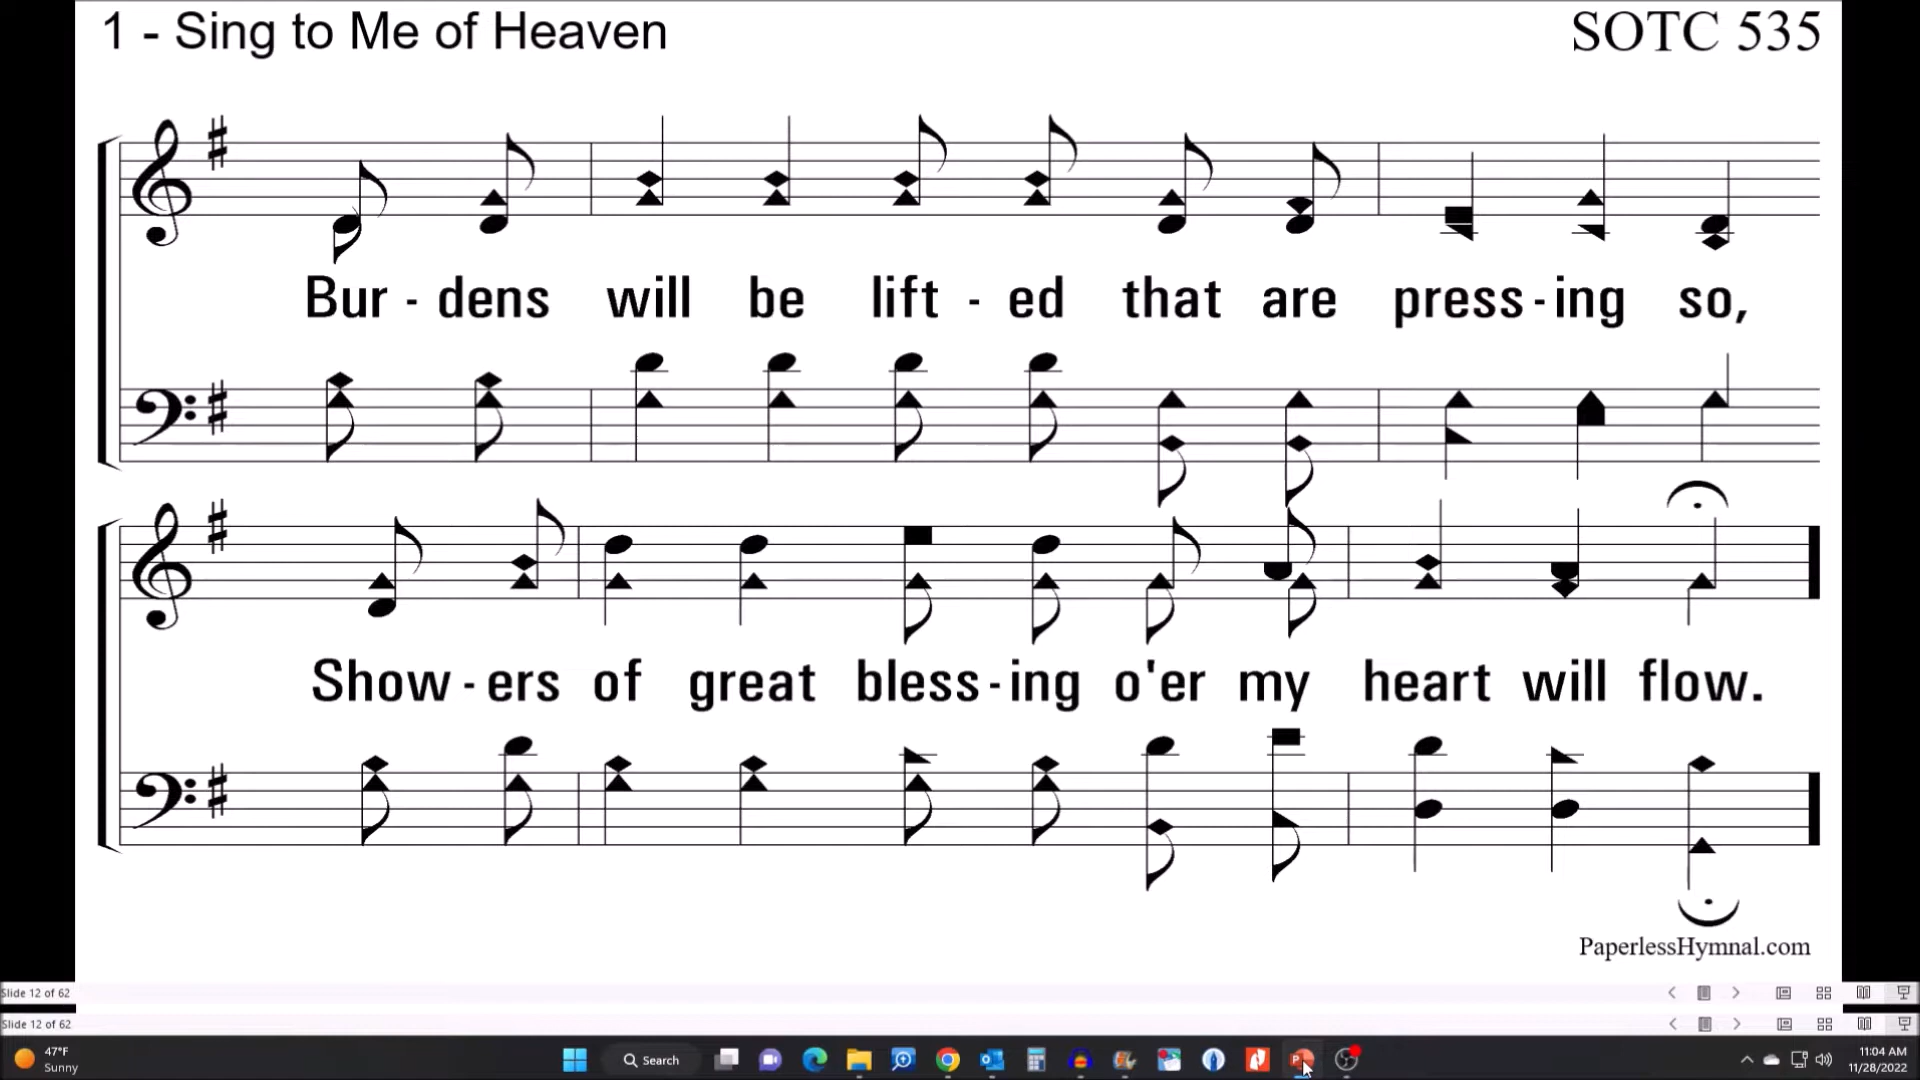 1 - Sing to Me of Heaven
SOTC 535
Bur - dens will be lift - ed that are press - ing so,
Show - ers of great bless - ing o'er my heart will flow.
PaperlessHymnal.com
Slide 12 of 62
Slide 12 of 62
47°F
Sunny
Search
11:04 AM
11/28/2022